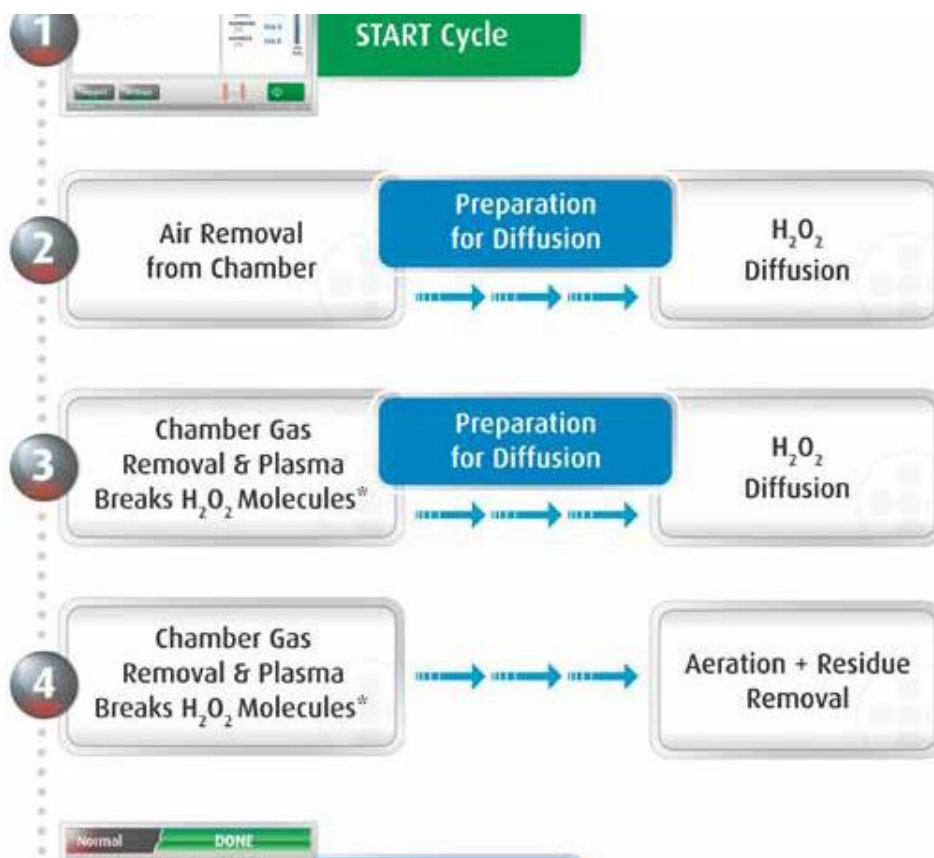 1
START Cycle
2
Air Removal
from Chamber
Preparation
for Diffusion
H₂O₂
Diffusion
3
Chamber Gas
Removal & Plasma
Breaks H₂O₂ Molecules*
Preparation
for Diffusion
H₂O₂
Diffusion
4
Chamber Gas
Removal & Plasma
Breaks H₂O₂ Molecules*
Aeration + Residue
Removal
Normal
DONE